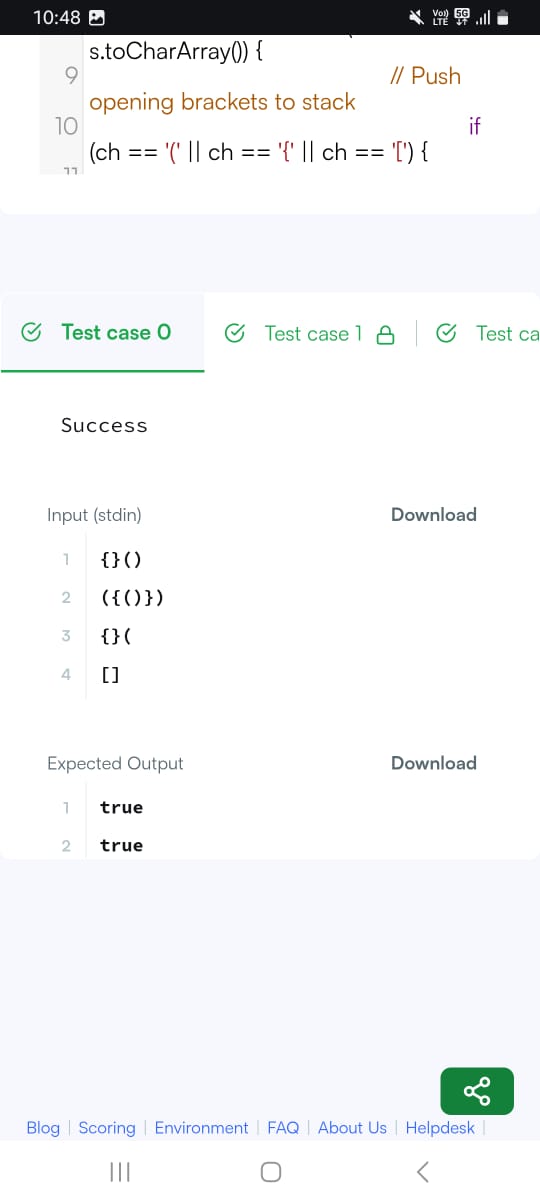 10:48 Vo)) LTE 5G
s.toCharArray()) {
9 // Push
opening brackets to stack
10 if
(ch == '(' || ch == '{' || ch == '[') {
11
Test case 0 Test case 1 Test ca
Success
Input (stdin) Download
1 {}()
2 ({()})
3 {}(
4 []
Expected Output Download
1 true
2 true
Blog | Scoring | Environment | FAQ | About Us | Helpdesk |